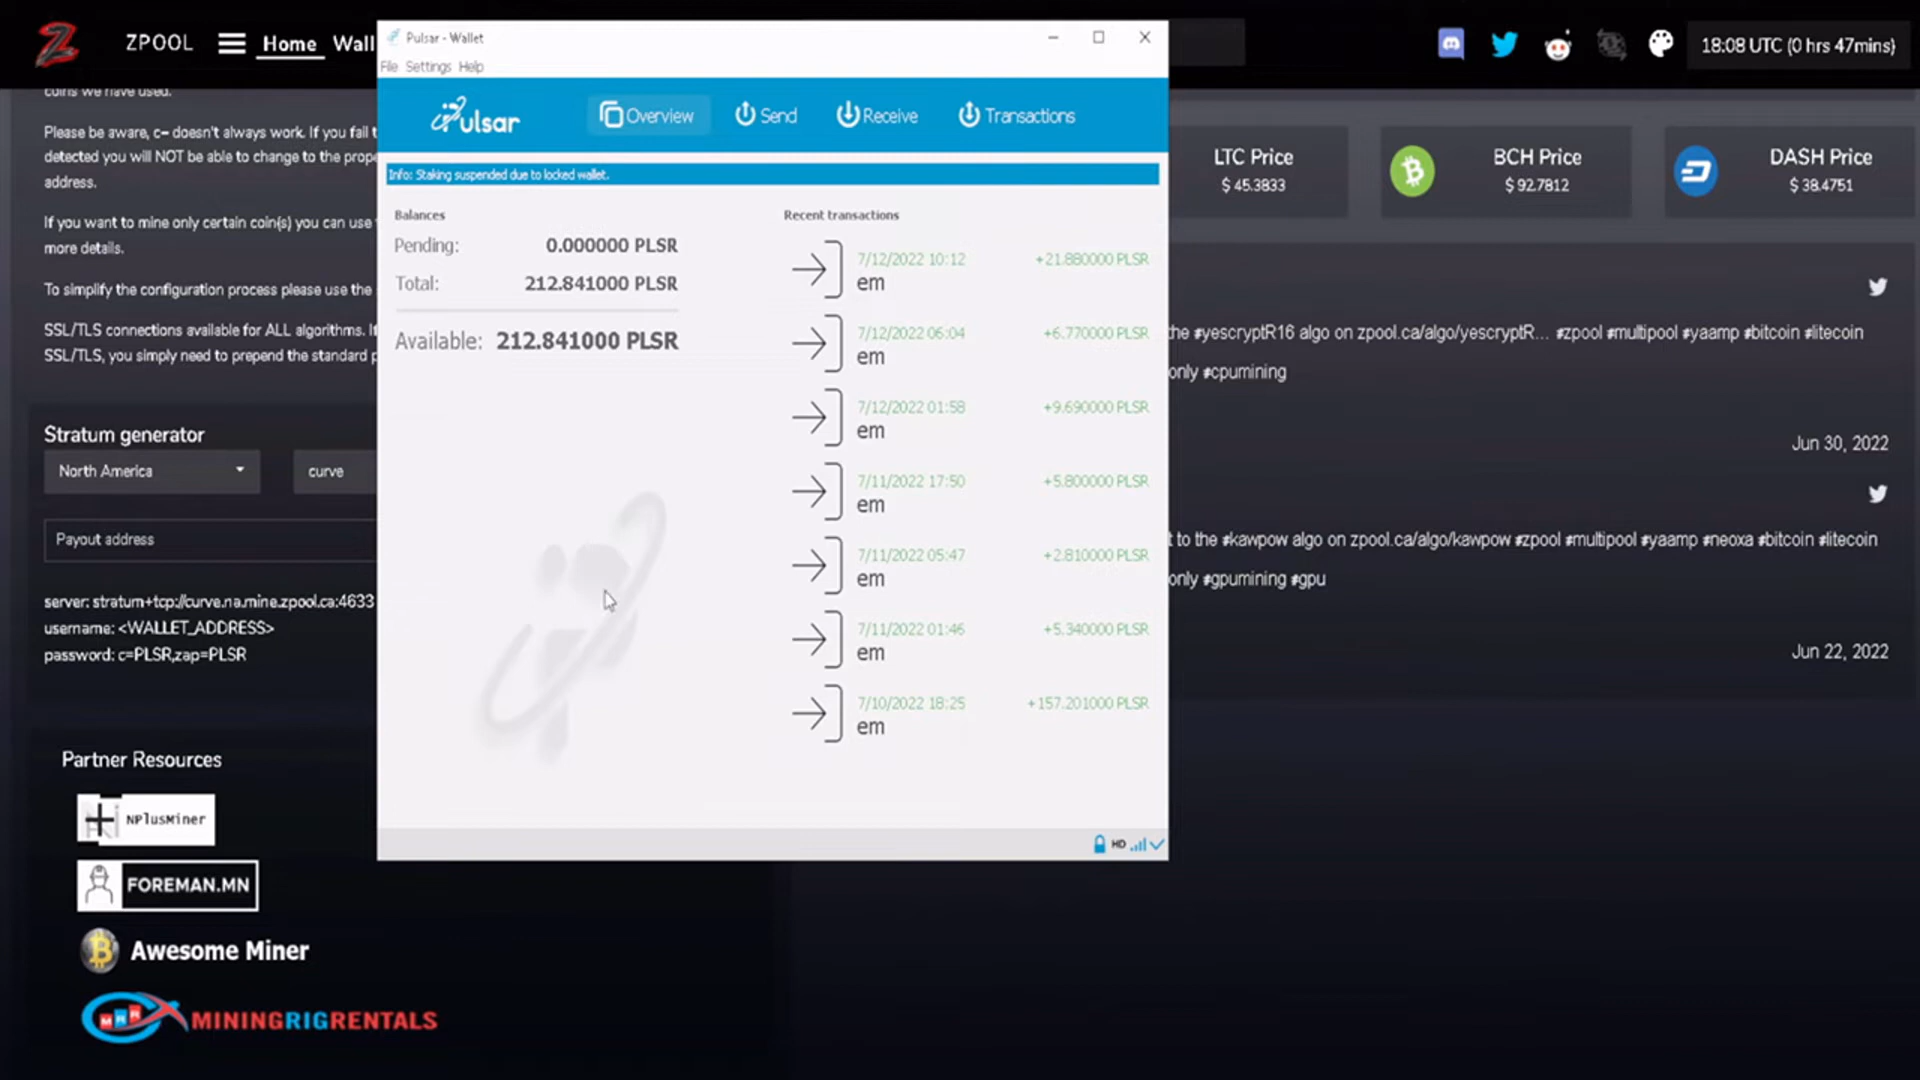 ZPOOL
Home
Wall
18:08 UTC (0 hrs 47mins)
Pulsar - Wallet
File Settings Help
Pulsar
Overview
Send
Receive
Transactions
Info: Staking suspended due to locked wallet.
Balances
Pending: 0.000000 PLSR
Total: 212.841000 PLSR
Available: 212.841000 PLSR
Recent transactions
7/12/2022 10:12 +21.880000 PLSR
em
7/12/2022 06:04 +6.770000 PLSR
em
7/12/2022 01:58 +9.690000 PLSR
em
7/11/2022 17:50 +5.800000 PLSR
em
7/11/2022 05:47 +2.810000 PLSR
em
7/11/2022 01:46 +5.340000 PLSR
em
7/10/2022 18:25 +157.201000 PLSR
em
HD
coins we have used.
Please be aware, c= doesn't always work. If you fail t
detected you will NOT be able to change to the prope
address.
If you want to mine only certain coin(s) you can use
more details.
To simplify the configuration process please use the
SSL/TLS connections available for ALL algorithms. I
SSL/TLS, you simply need to prepend the standard p
Stratum generator
North America
curve
Payout address
server: stratum+tcp://curve.na.mine.zpool.ca:4633
username: <WALLET_ADDRESS>
password: c=PLSR,zap=PLSR
Partner Resources
NPlusMiner
FOREMAN.MN
Awesome Miner
MRR
MININGRIGRENTALS
LTC Price
$ 45.3833
BCH Price
$ 92.7812
DASH Price
$ 38.4751
the #yescryptR16 algo on zpool.ca/algo/yescryptR... #zpool #multipool #yaamp #bitcoin #litecoin
only #cpumining
Jun 30, 2022
t to the #kawpow algo on zpool.ca/algo/kawpow #zpool #multipool #yaamp #neoxa #bitcoin #litecoin
only #gpumining #gpu
Jun 22, 2022